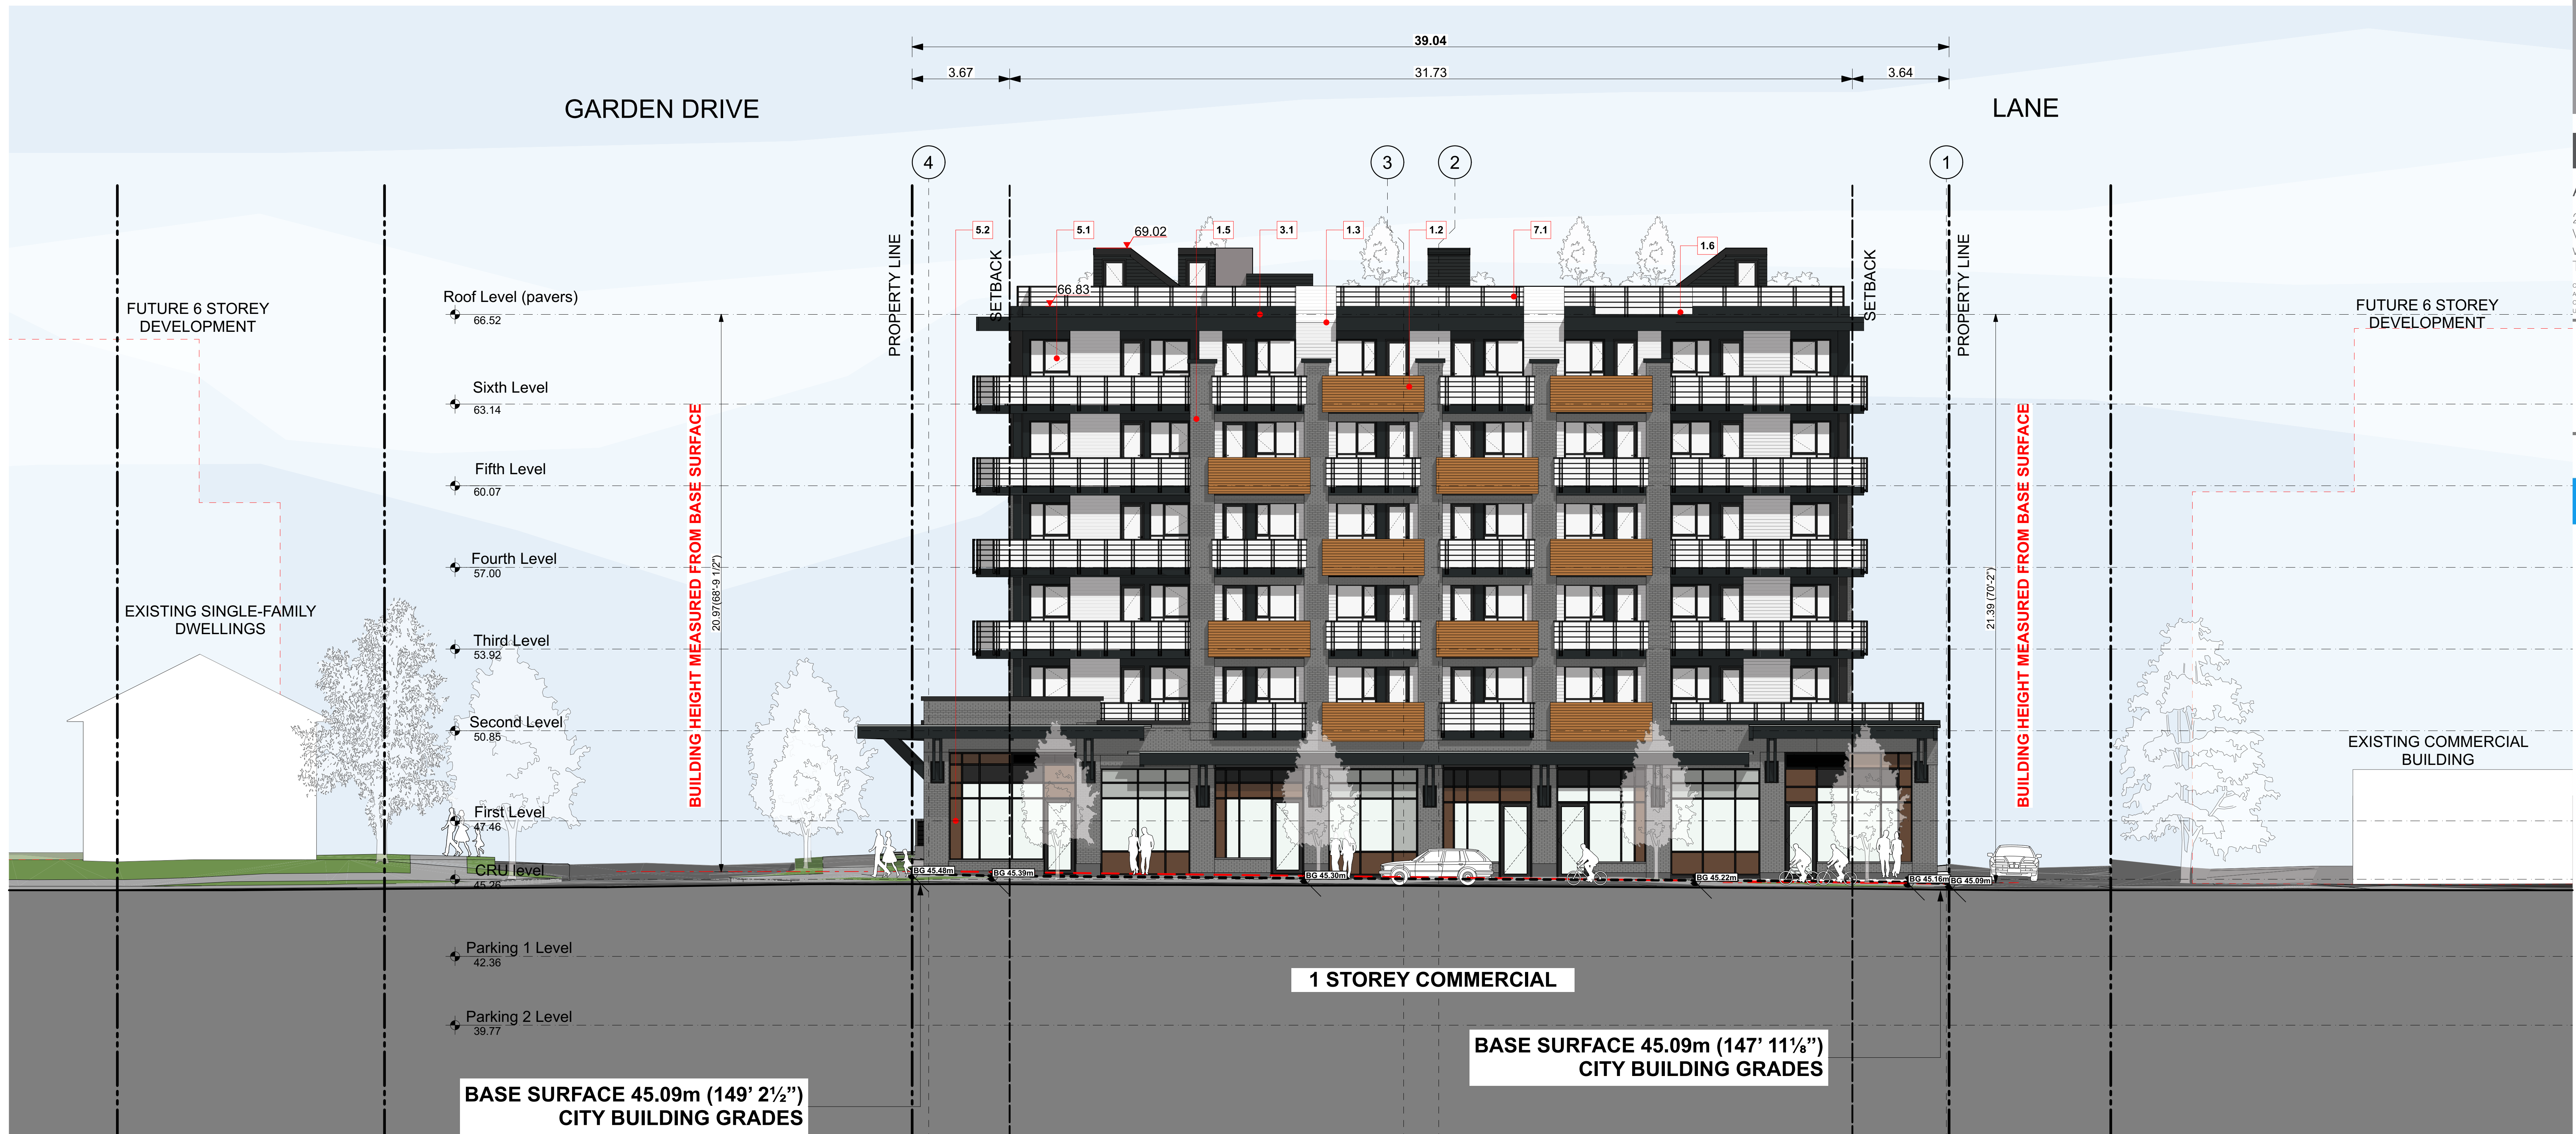 39.04
3.67
31.73
3.64
GARDEN DRIVE
LANE
4
3
2
1
5.2
5.1
1.5
3.1
1.3
1.2
7.1
1.6
69.02
66.83
PROPERTY LINE
SETBACK
SETBACK
PROPERTY LINE
FUTURE 6 STOREY
DEVELOPMENT
Roof Level (pavers)
66.52
FUTURE 6 STOREY
DEVELOPMENT
Sixth Level
63.14
Fifth Level
60.07
Fourth Level
57.00
Third Level
53.92
Second Level
50.85
First Level
47.46
CRU level
45.26
Parking 1 Level
42.36
Parking 2 Level
39.77
BUILDING HEIGHT MEASURED FROM BASE SURFACE
20.97(68'-9 1/2")
21.39 (70'-2")
BUILDING HEIGHT MEASURED FROM BASE SURFACE
EXISTING SINGLE-FAMILY
DWELLINGS
EXISTING COMMERCIAL
BUILDING
BG 45.48m
BG 45.39m
BG 45.30m
BG 45.22m
BG 45.16m
BG 45.09m
1 STOREY COMMERCIAL
BASE SURFACE 45.09m (147’ 11⅛”)
CITY BUILDING GRADES
BASE SURFACE 45.09m (149’ 2½”)
CITY BUILDING GRADES